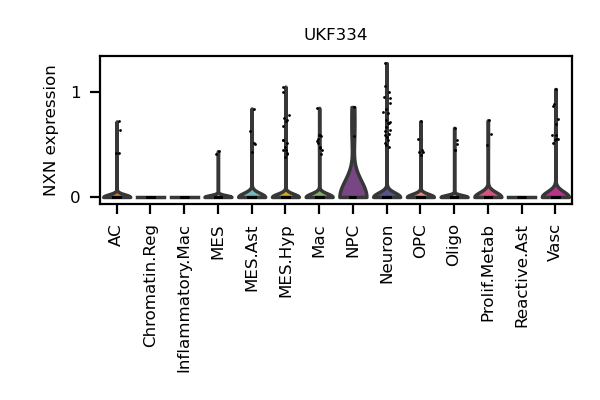 UKF334
NXN expression
1
0
AC
Chromatin.Reg
Inflammatory.Mac
MES
MES.Ast
MES.Hyp
Mac
NPC
Neuron
OPC
Oligo
Prolif.Metab
Reactive.Ast
Vasc